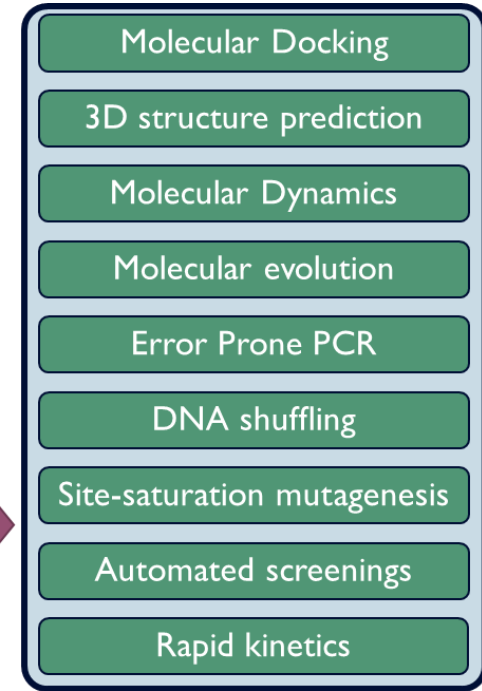 Molecular Docking
3D structure prediction
Molecular Dynamics
Molecular evolution
Error Prone PCR
DNA shuffling
Site-saturation mutagenesis
Automated screenings
Rapid kinetics